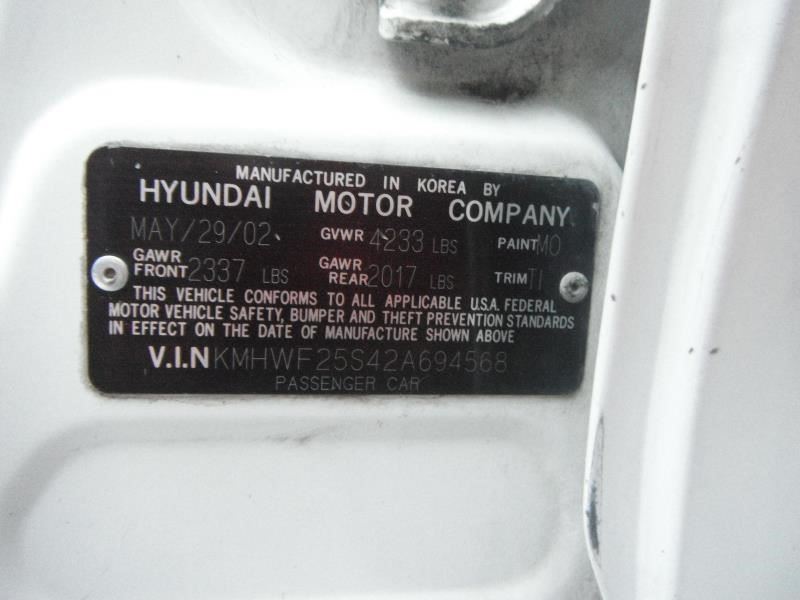 MANUFACTURED IN KOREA BY
HYUNDAI MOTOR COMPANY
MAY/29/02 GVWR 4233 LBS PAINT MO
GAWR FRONT 2337 LBS GAWR REAR 2017 LBS TRIM TI
THIS VEHICLE CONFORMS TO ALL APPLICABLE U.S.A. FEDERAL
MOTOR VEHICLE SAFETY, BUMPER AND THEFT PREVENTION STANDARDS
IN EFFECT ON THE DATE OF MANUFACTURE SHOWN ABOVE
V.I.N KMHWF25S42A694568
PASSENGER CAR